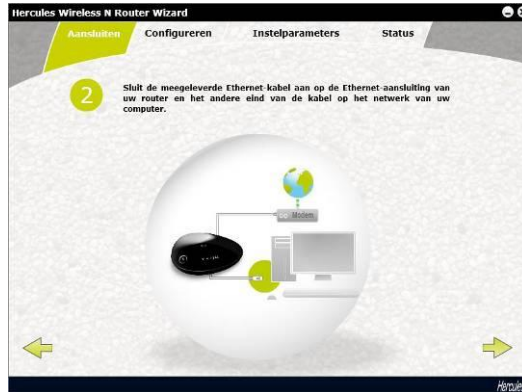 Hercules Wireless N Router Wizard
Aansluiten Configureren Instelparameters Status
2
Sluit de meegeleverde Ethernet-kabel aan op de Ethernet-aansluiting van
uw router en het andere eind van de kabel op het netwerk van uw
computer.
Modem
Hercules